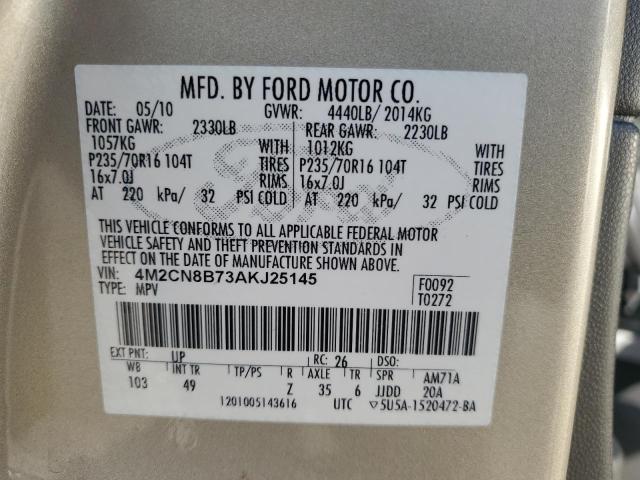 MFD. BY FORD MOTOR CO.
DATE: 05/10 GVWR: 4440LB/ 2014KG
FRONT GAWR: 2330LB REAR GAWR: 2230LB
1057KG WITH 1012KG WITH
P235/70R16 104T TIRES P235/70R16 104T TIRES
16x7.0J RIMS 16x7.0J RIMS
AT 220 kPa/ 32 PSI COLD AT 220 kPa/ 32 PSI COLD
THIS VEHICLE CONFORMS TO ALL APPLICABLE FEDERAL MOTOR
VEHICLE SAFETY AND THEFT PREVENTION STANDARDS IN
EFFECT ON THE DATE OF MANUFACTURE SHOWN ABOVE.
VIN: 4M2CN8B73AKJ25145 F0092
TYPE: MPV T0272
EXT PNT: UP RC: 26 DSO:
WB INT TR TP/PS R AXLE TR SPR AM71A
103 49 Z 35 6 JJDD 20A
1201005143616 UTC ▽5U5A-1520472-BA